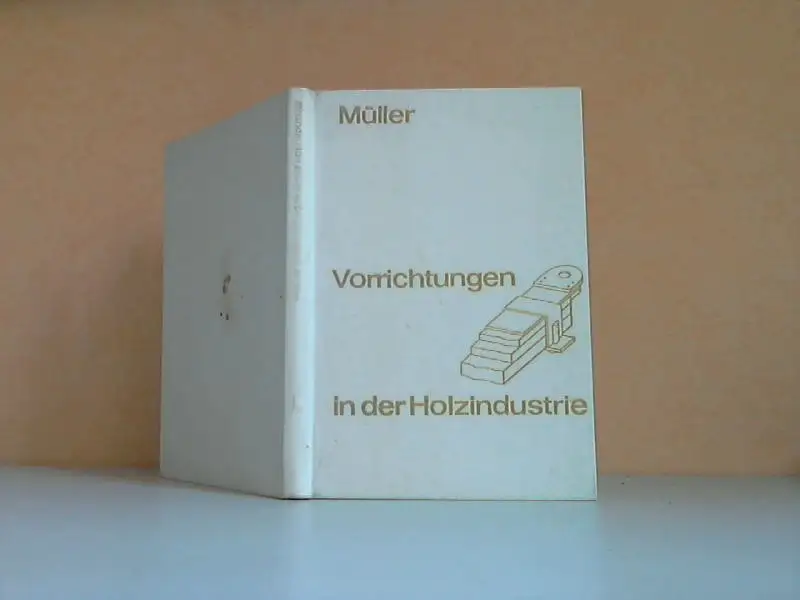 Müller
Vorrichtungen
in der Holzindustrie